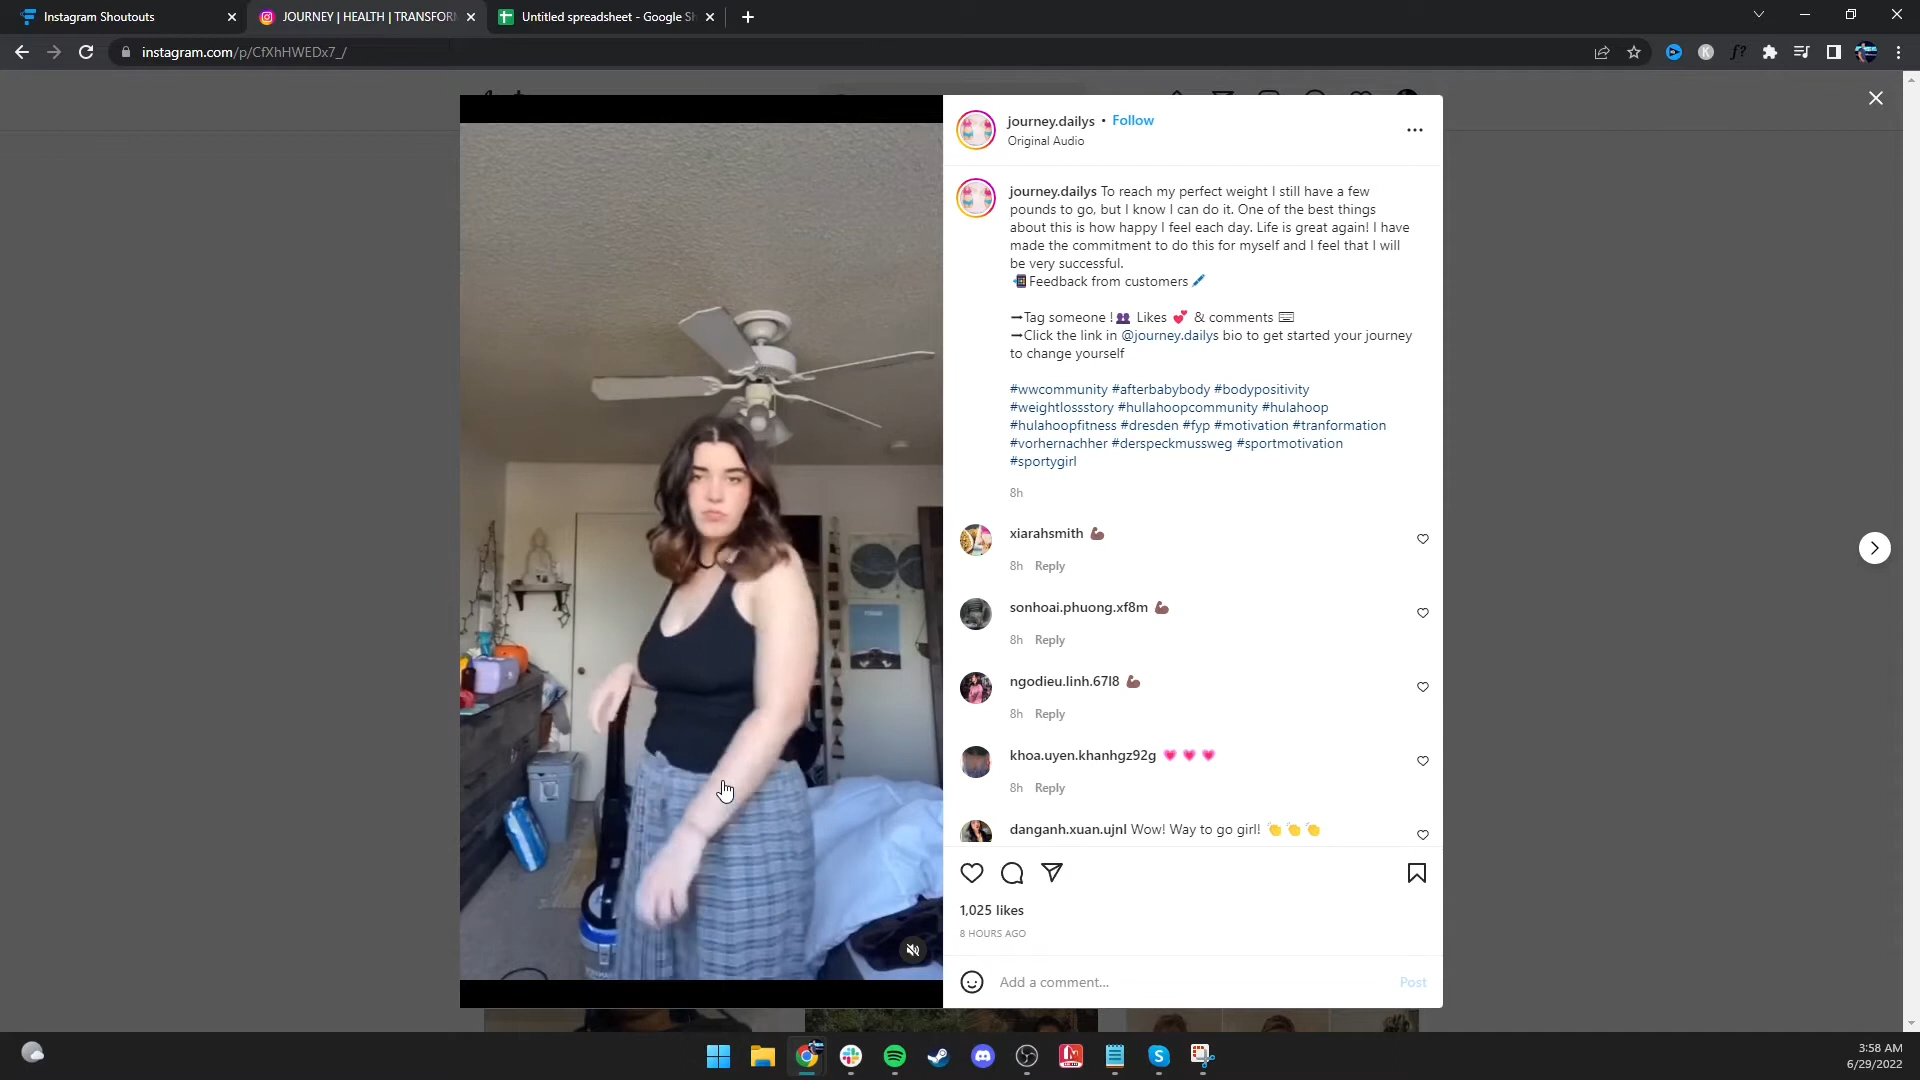 Instagram Shoutouts
JOURNEY | HEALTH | TRANSFOR
Untitled spreadsheet - Google Sh
instagram.com/p/CfXhHWEDx7_/
journey.dailys • Follow
Original Audio
journey.dailys To reach my perfect weight I still have a few
pounds to go, but I know I can do it. One of the best things
about this is how happy I feel each day. Life is great again! I have
made the commitment to do this for myself and I feel that I will
be very successful.
📲Feedback from customers🖊️
➞Tag someone !👥 Likes 💕 & comments ⌨️
➞Click the link in @journey.dailys bio to get started your journey
to change yourself
#wwcommunity #afterbabybody #bodypositivity
#weightlossstory #hullahoopcommunity #hulahoop
#hulahoopfitness #dresden #fyp #motivation #tranformation
#vorhernachher #derspeckmussweg #sportmotivation
#sportygirl
8h
xiarahsmith 💪🏿
8h Reply
sonhoai.phuong.xf8m 💪🏿
8h Reply
ngodieu.linh.67l8 💪🏿
8h Reply
khoa.uyen.khanhgz92g 💗 💗 💗
8h Reply
danganh.xuan.ujnl Wow! Way to go girl! 👏 👏 👏
1,025 likes
8 HOURS AGO
Add a comment...
Post
3:58 AM
6/29/2022